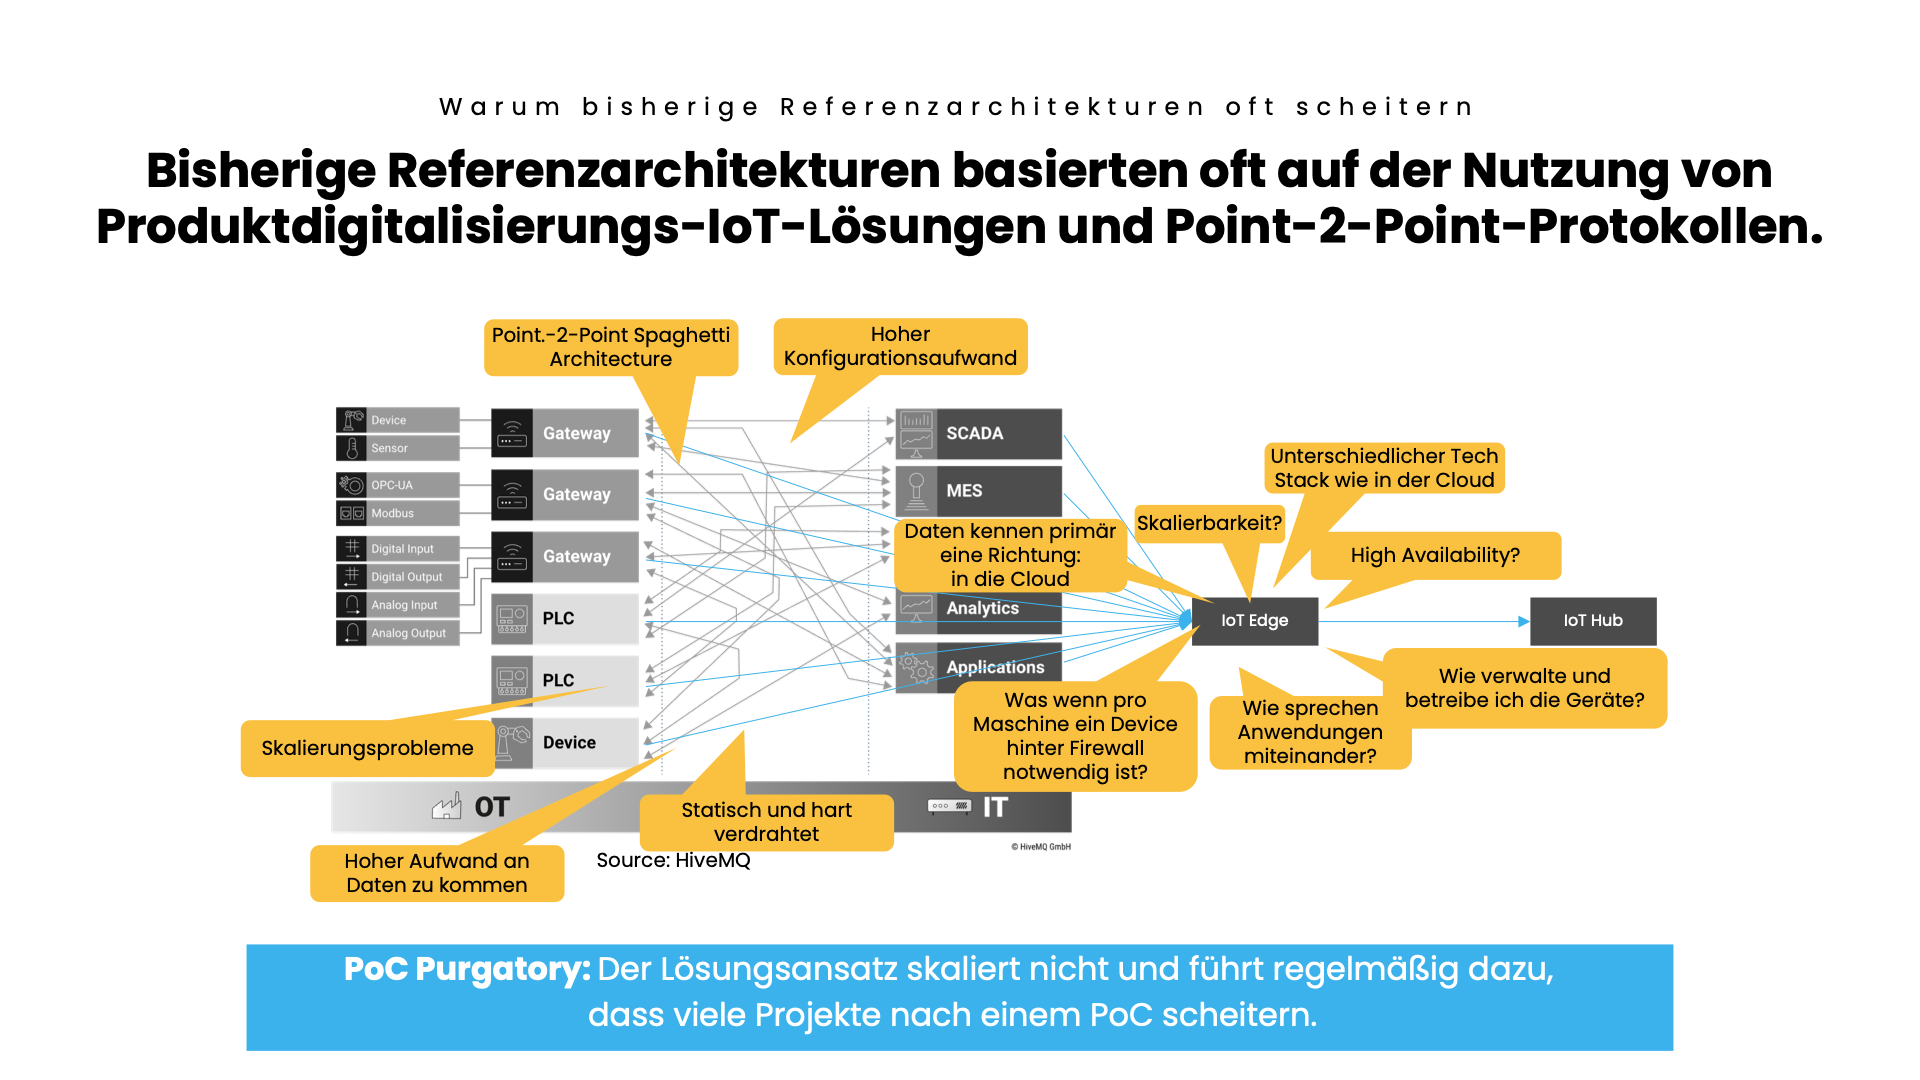 Warum bisherige Referenzarchitekturen oft scheitern
Bisherige Referenzarchitekturen basierten oft auf der Nutzung von
Produktdigitalisierungs-IoT-Lösungen und Point-2-Point-Protokollen.
Point.-2-Point Spaghetti
Architecture
Hoher
Konfigurationsaufwand
Device
Sensor
OPC-UA
Modbus
Digital Input
Digital Output
Analog Input
Analog Output
Gateway
Gateway
Gateway
PLC
PLC
Device
SCADA
MES
Analytics
Applications
Daten kennen primär
eine Richtung:
in die Cloud
Skalierbarkeit?
Unterschiedlicher Tech
Stack wie in der Cloud
High Availability?
IoT Edge
IoT Hub
Wie verwalte und
betreibe ich die Geräte?
Wie sprechen
Anwendungen
miteinander?
Was wenn pro
Maschine ein Device
hinter Firewall
notwendig ist?
Skalierungsprobleme
OT
IT
Statisch und hart
verdrahtet
Hoher Aufwand an
Daten zu kommen
Source: HiveMQ
© HiveMQ GmbH
PoC Purgatory: Der Lösungsansatz skaliert nicht und führt regelmäßig dazu,
dass viele Projekte nach einem PoC scheitern.